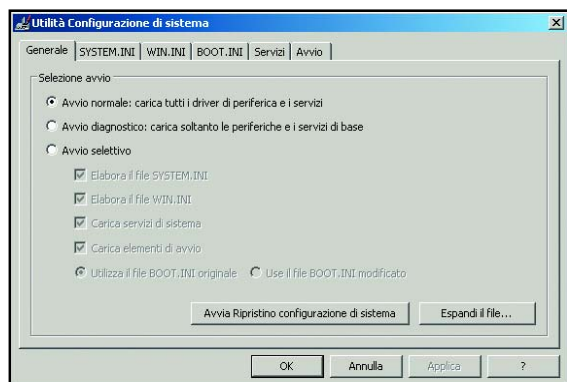 Utilità Configurazione di sistema
Generale SYSTEM.INI WIN.INI BOOT.INI Servizi Avvio
Selezione avvio
Avvio normale: carica tutti i driver di periferica e i servizi
Avvio diagnostico: carica soltanto le periferiche e i servizi di base
Avvio selettivo
Elabora il file SYSTEM.INI
Elabora il file WIN.INI
Carica servizi di sistema
Carica elementi di avvio
Utilizza il file BOOT.INI originale Use il file BOOT.INI modificato
Avvia Ripristino configurazione di sistema Espandi il file...
OK Annulla Applica ?